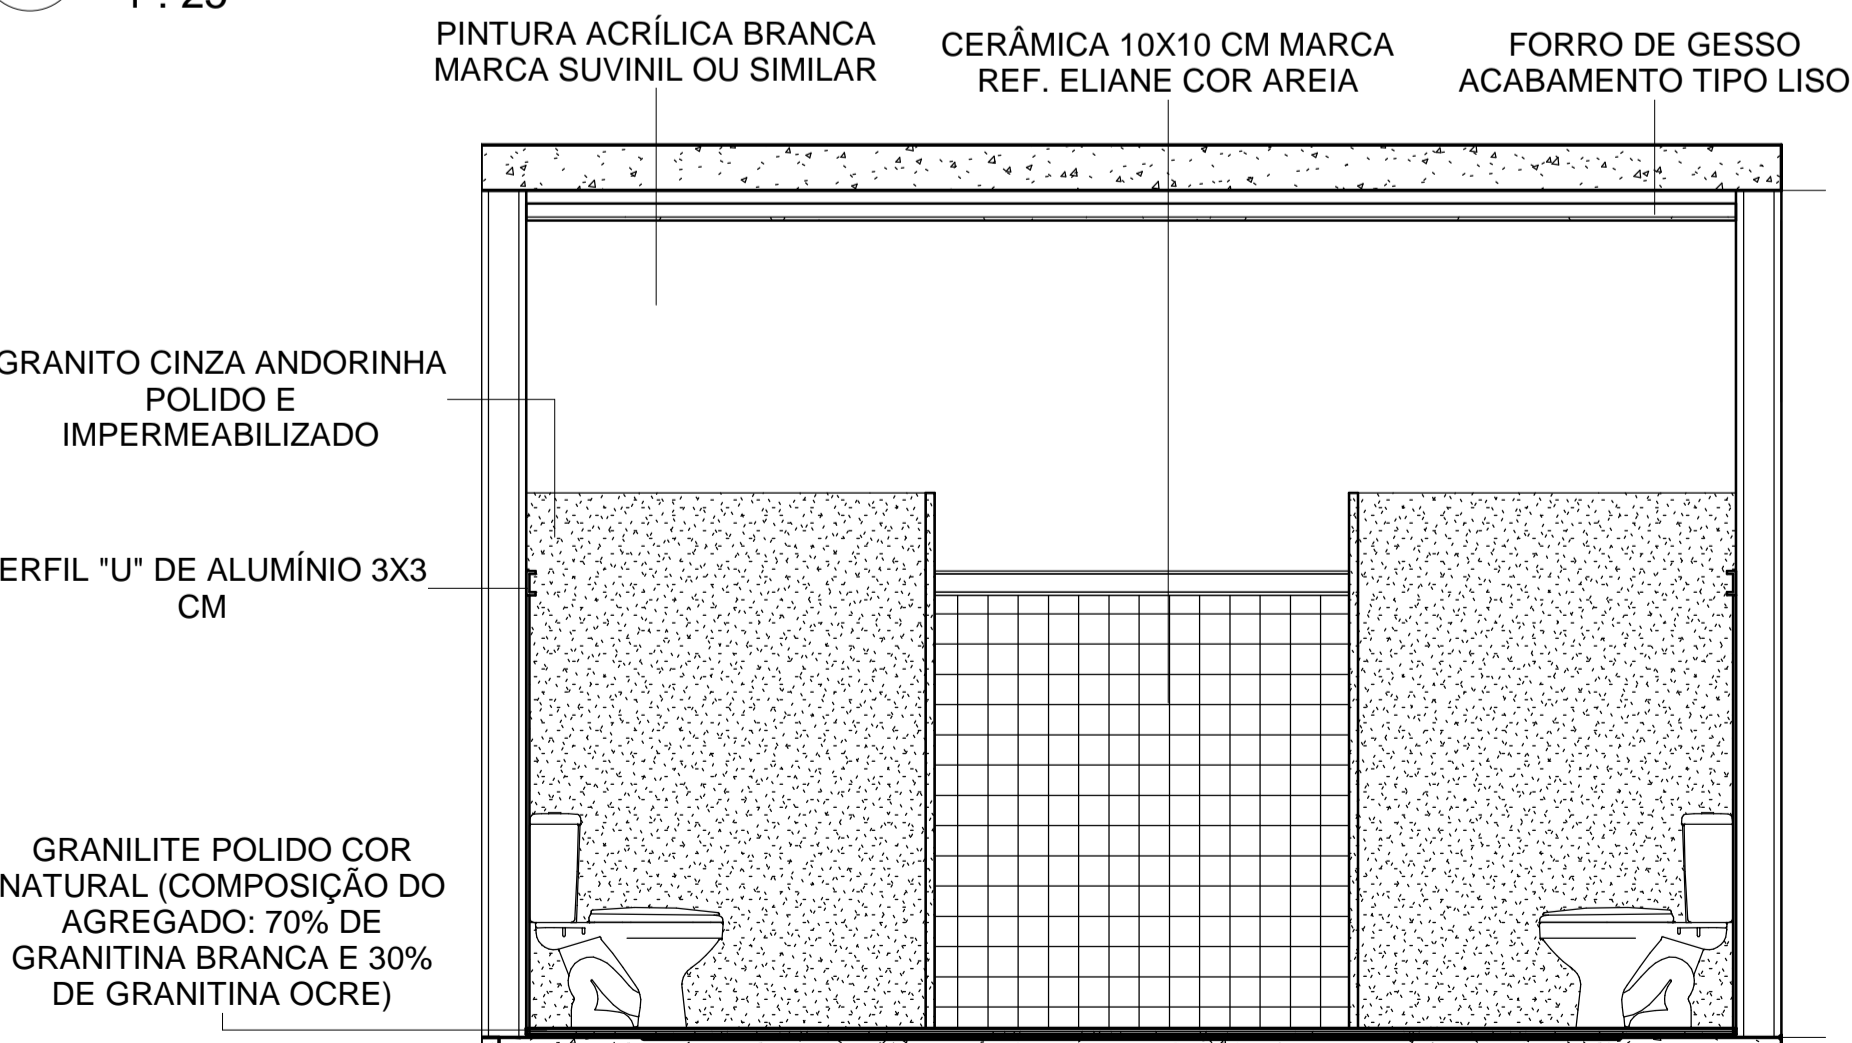 PINTURA ACRÍLICA BRANCA
MARCA SUVINIL OU SIMILAR
CERÂMICA 10X10 CM MARCA
REF. ELIANE COR AREIA
FORRO DE GESSO
ACABAMENTO TIPO LISO
GRANITO CINZA ANDORINHA
POLIDO E
IMPERMEABILIZADO
ERFIL "U" DE ALUMÍNIO 3X3
CM
GRANILITE POLIDO COR
NATURAL (COMPOSIÇÃO DO
AGREGADO: 70% DE
GRANITINA BRANCA E 30%
DE GRANITINA OCRE)